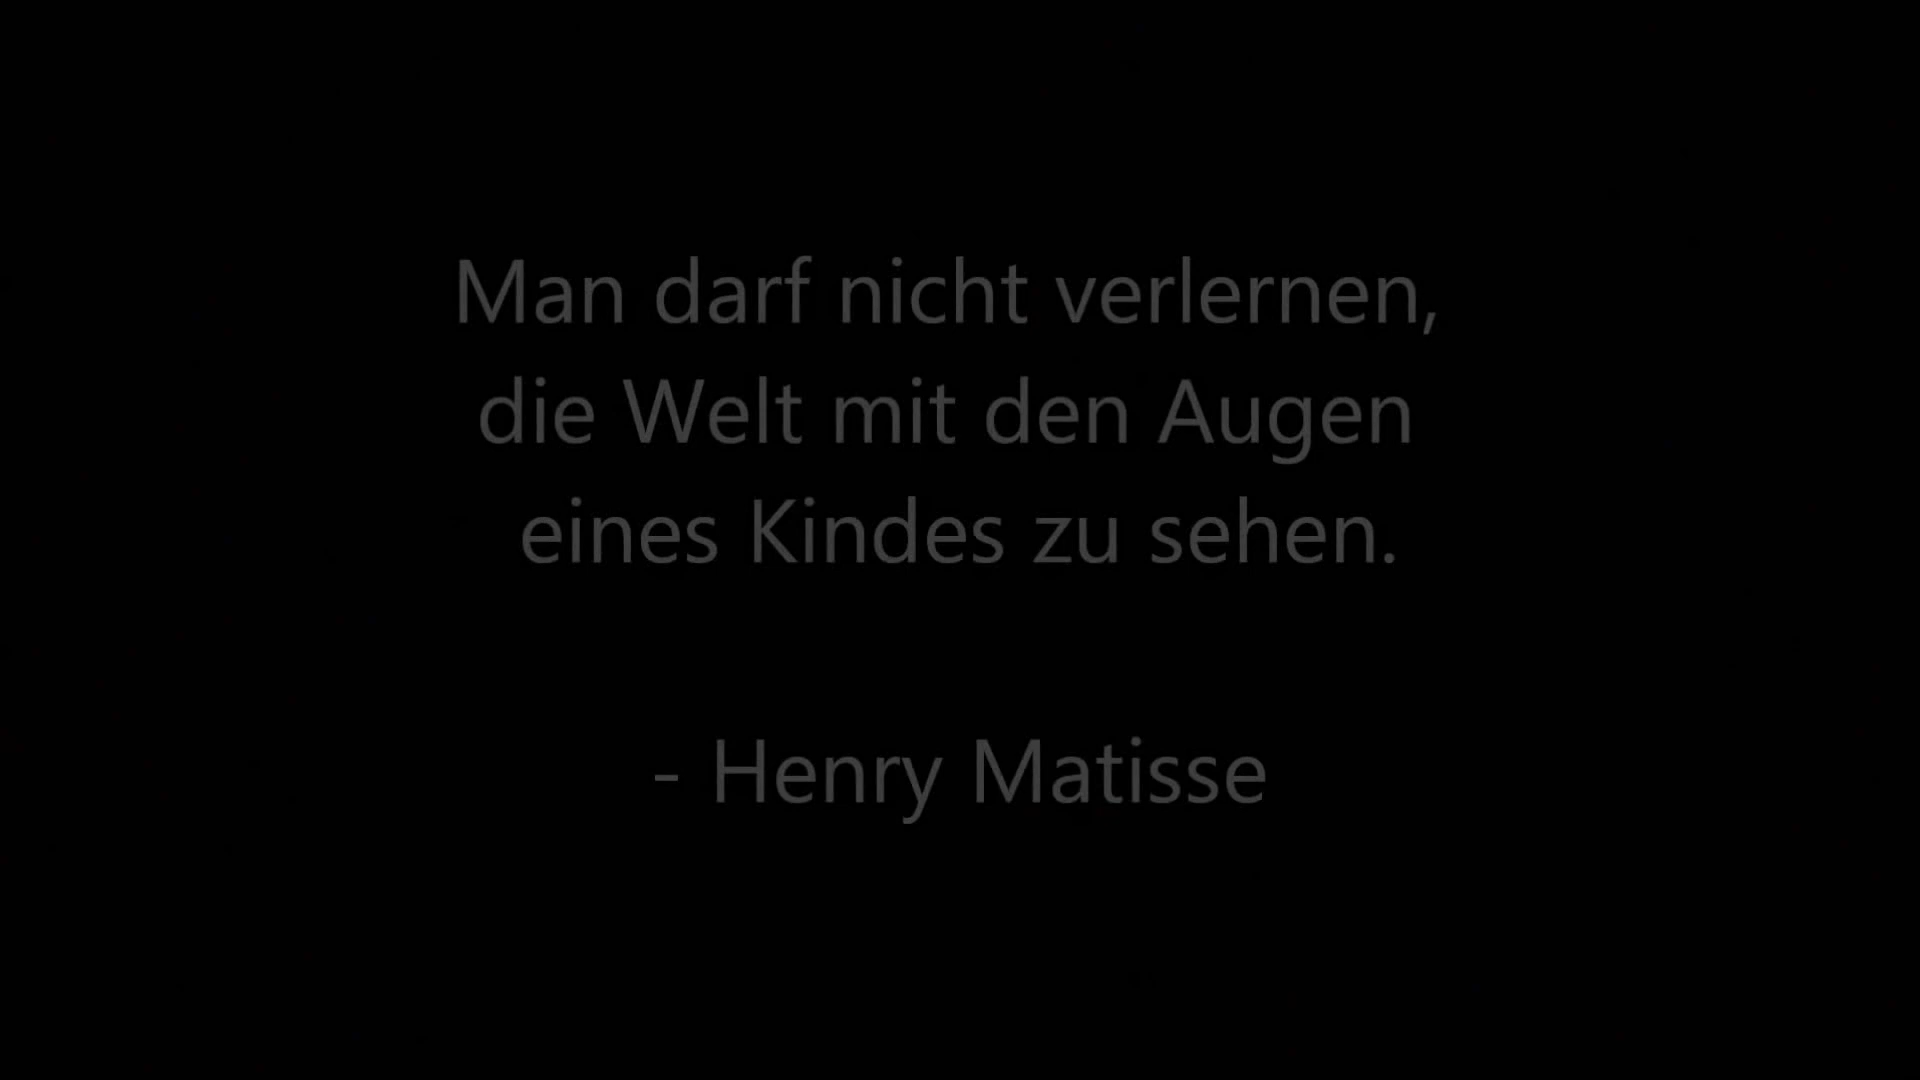 Man darf nicht verlernen,
die Welt mit den Augen
eines Kindes zu sehen.
- Henry Matisse